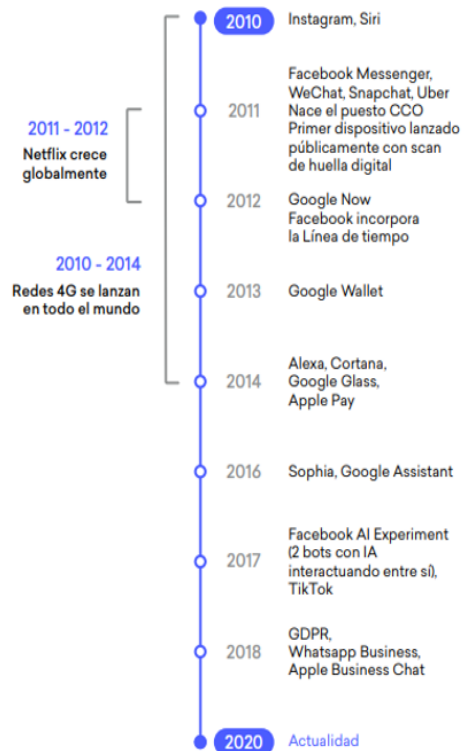 2010
Instagram, Siri
2011
Facebook Messenger,
WeChat, Snapchat, Uber
Nace el puesto CCO
Primer dispositivo lanzado
públicamente con scan
de huella digital
2011 - 2012
Netflix crece
globalmente
2012
Google Now
Facebook incorpora
la Línea de tiempo
2010 - 2014
Redes 4G se lanzan
en todo el mundo
2013
Google Wallet
2014
Alexa, Cortana,
Google Glass,
Apple Pay
2016
Sophia, Google Assistant
2017
Facebook AI Experiment
(2 bots con IA
interactuando entre sí),
TikTok
2018
GDPR,
Whatsapp Business,
Apple Business Chat
2020
Actualidad